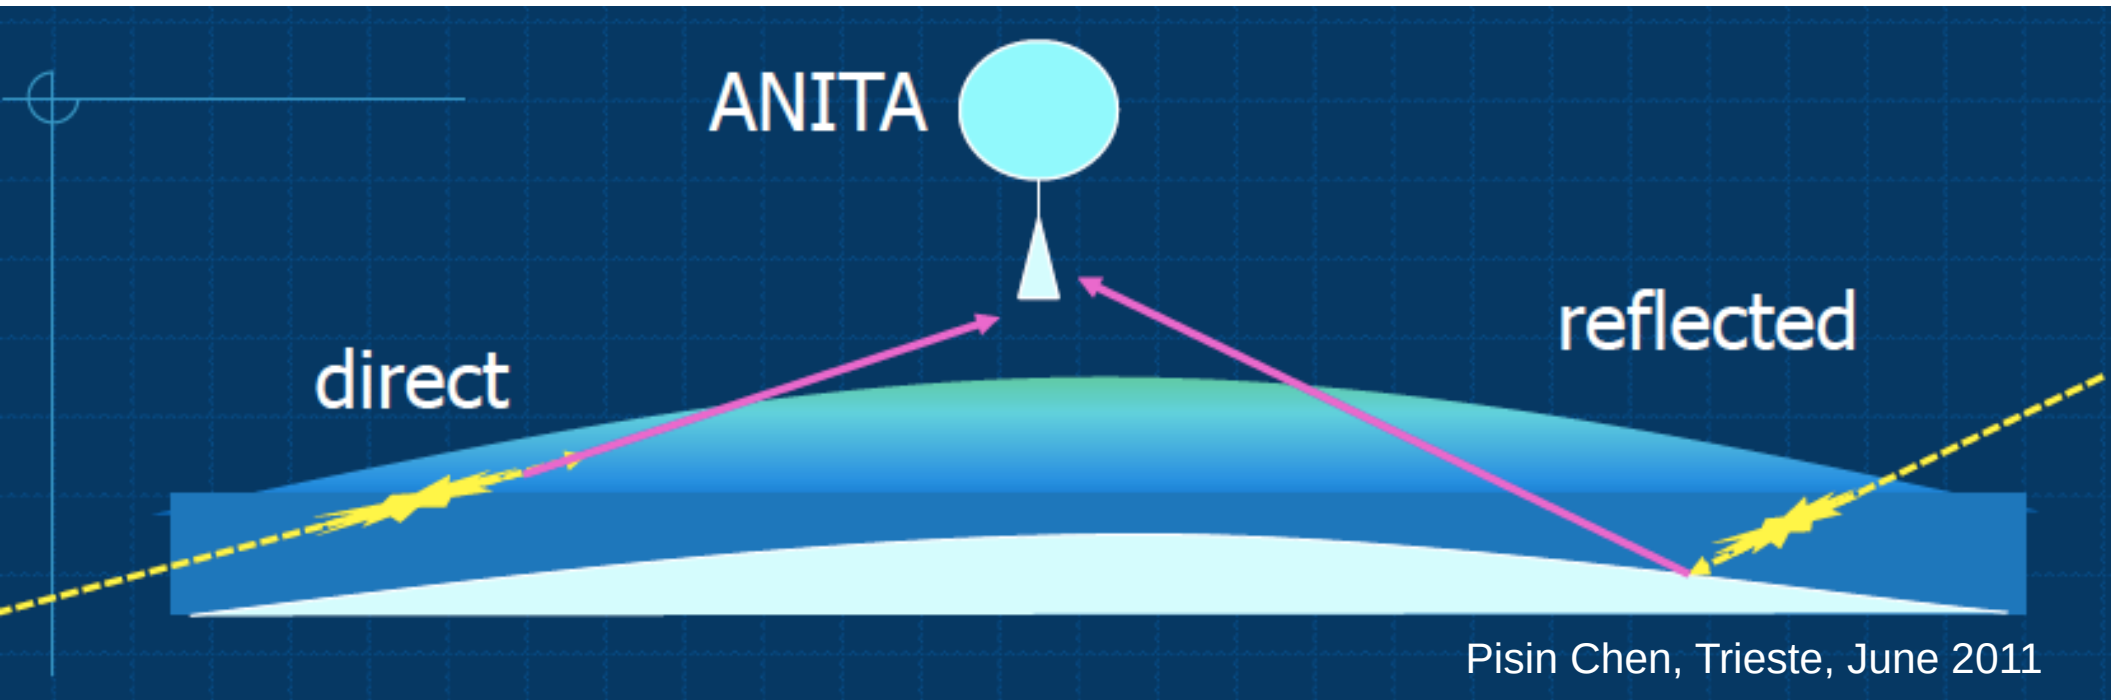 ANITA
reflected
direct
Pisin Chen, Trieste, June 2011